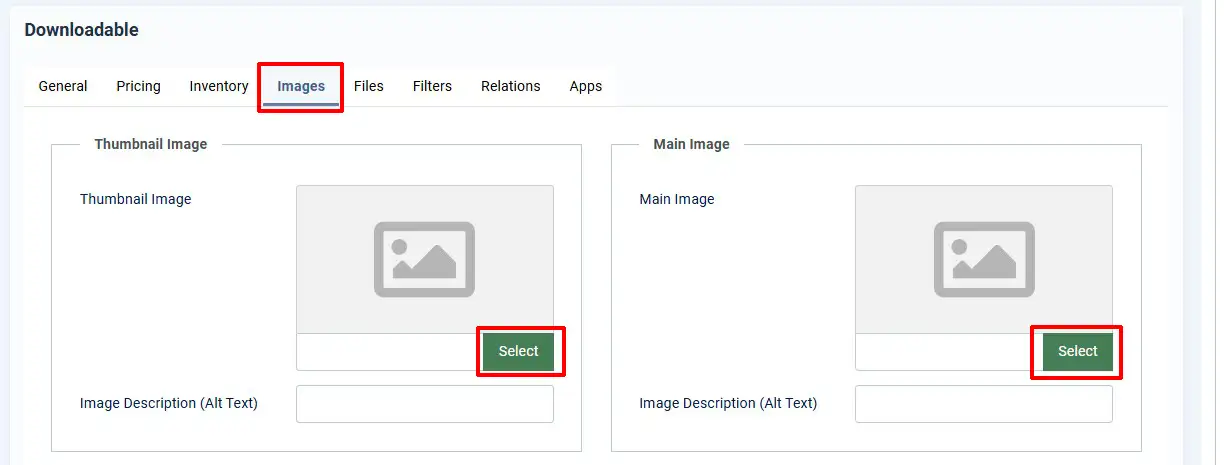 Downloadable
General Pricing Inventory Images Files Filters Relations Apps
Thumbnail Image
Thumbnail Image
Select
Image Description (Alt Text)
Main Image
Main Image
Select
Image Description (Alt Text)